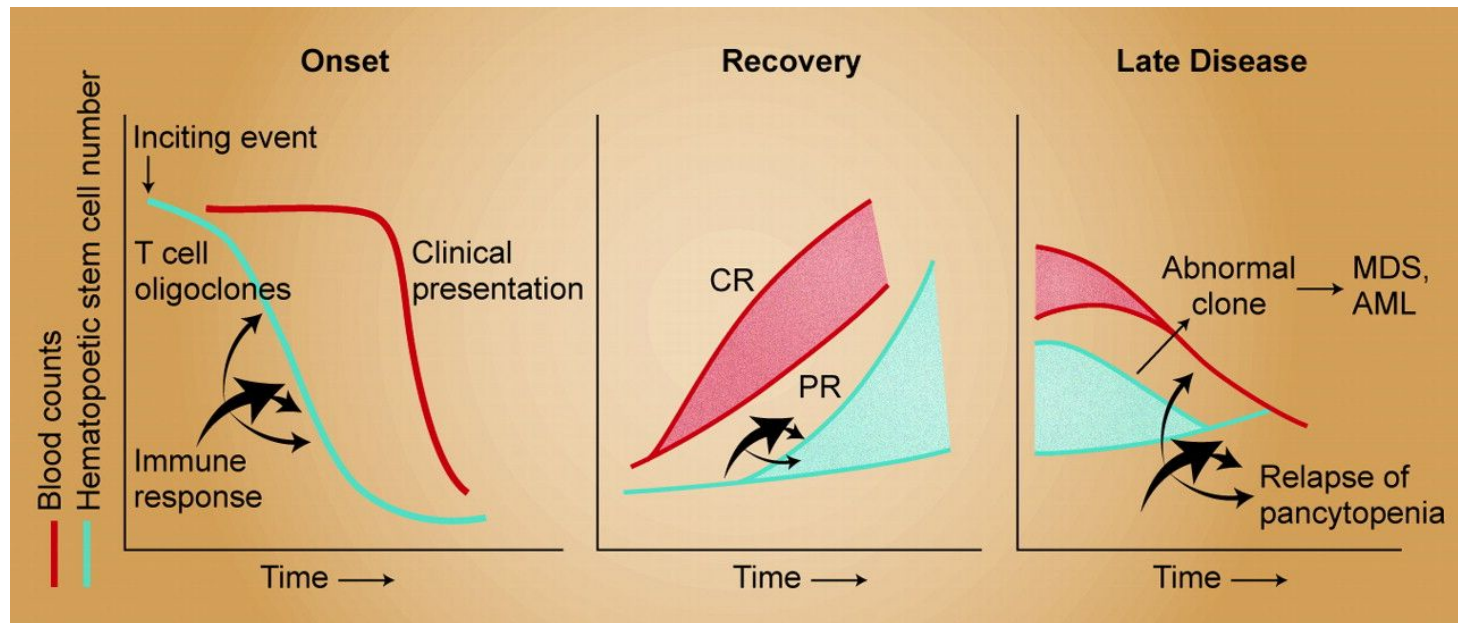 Onset
Recovery
Late Disease
Blood counts
Hematopoetic stem cell number
Inciting event
T cell
oligoclones
Clinical
presentation
Immune
response
Time
CR
PR
Time
Abnormal
clone
MDS,
AML
Relapse of
pancytopenia
Time